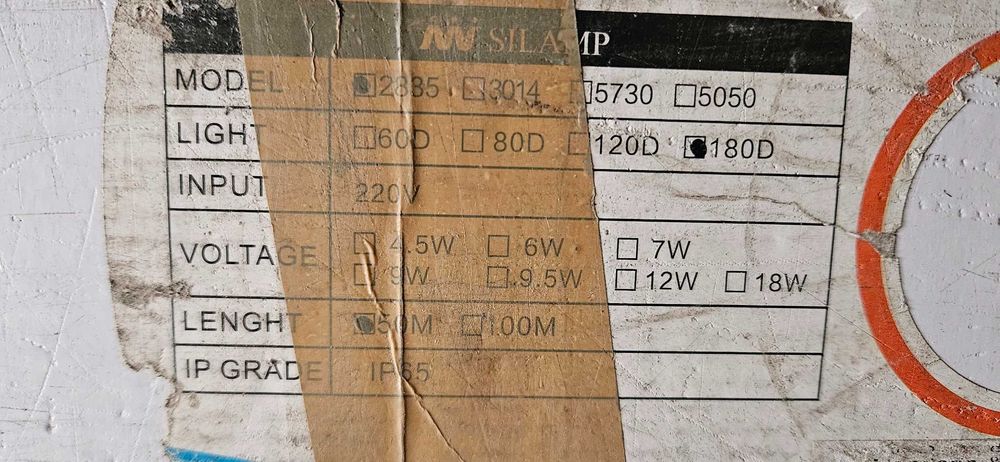 SILAMP
MODEL 2835 3014 5730 5050
LIGHT 60D 80D 120D 180D
INPUT 220V
VOLTAGE 4.5W 6W 7W
9W 9.5W 12W 18W
LENGHT 50M 100M
IP GRADE IP65